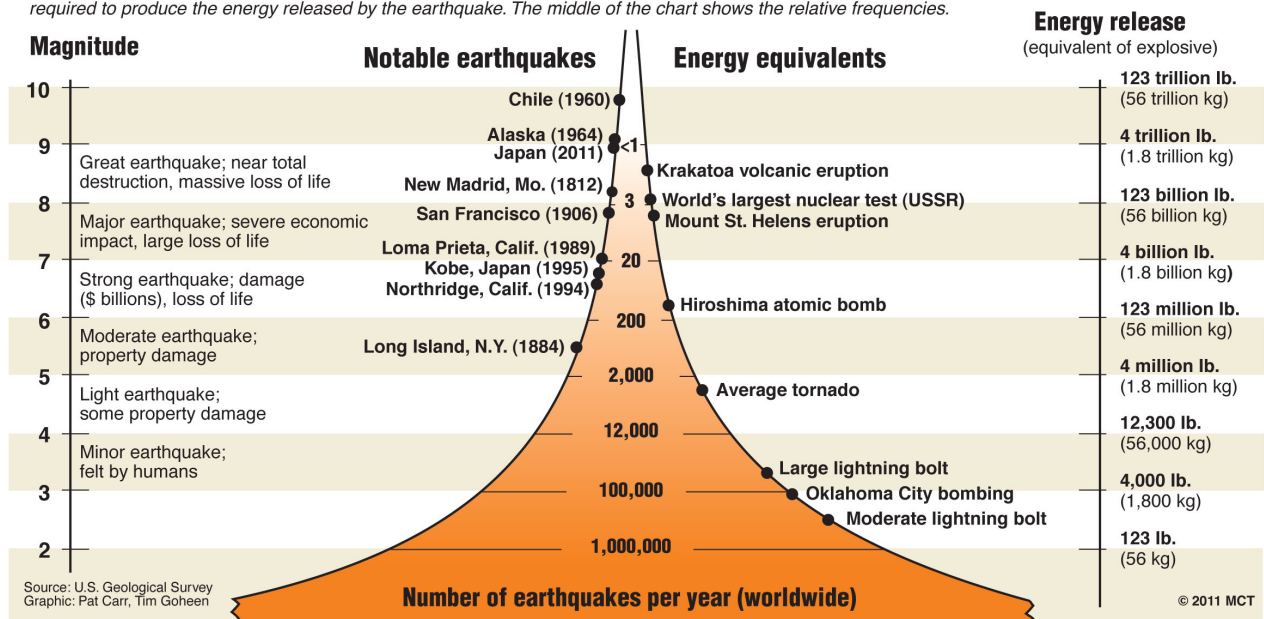 required to produce the energy released by the earthquake. The middle of the chart shows the relative frequencies.
Magnitude
Notable earthquakes
Energy equivalents
Energy release
(equivalent of explosive)
10
9
8
7
6
5
4
3
2
Great earthquake; near total
destruction, massive loss of life
Major earthquake; severe economic
impact, large loss of life
Strong earthquake; damage
($ billions), loss of life
Moderate earthquake;
property damage
Light earthquake;
some property damage
Minor earthquake;
felt by humans
Chile (1960)
Alaska (1964)
Japan (2011)
New Madrid, Mo. (1812)
San Francisco (1906)
Loma Prieta, Calif. (1989)
Kobe, Japan (1995)
Northridge, Calif. (1994)
Long Island, N.Y. (1884)
<1
3
20
200
2,000
12,000
100,000
1,000,000
Krakatoa volcanic eruption
World’s largest nuclear test (USSR)
Mount St. Helens eruption
Hiroshima atomic bomb
Average tornado
Large lightning bolt
Oklahoma City bombing
Moderate lightning bolt
123 trillion lb.
(56 trillion kg)
4 trillion lb.
(1.8 trillion kg)
123 billion lb.
(56 billion kg)
4 billion lb.
(1.8 billion kg)
123 million lb.
(56 million kg)
4 million lb.
(1.8 million kg)
12,300 lb.
(56,000 kg)
4,000 lb.
(1,800 kg)
123 lb.
(56 kg)
Number of earthquakes per year (worldwide)
Source: U.S. Geological Survey
Graphic: Pat Carr, Tim Goheen
© 2011 MCT